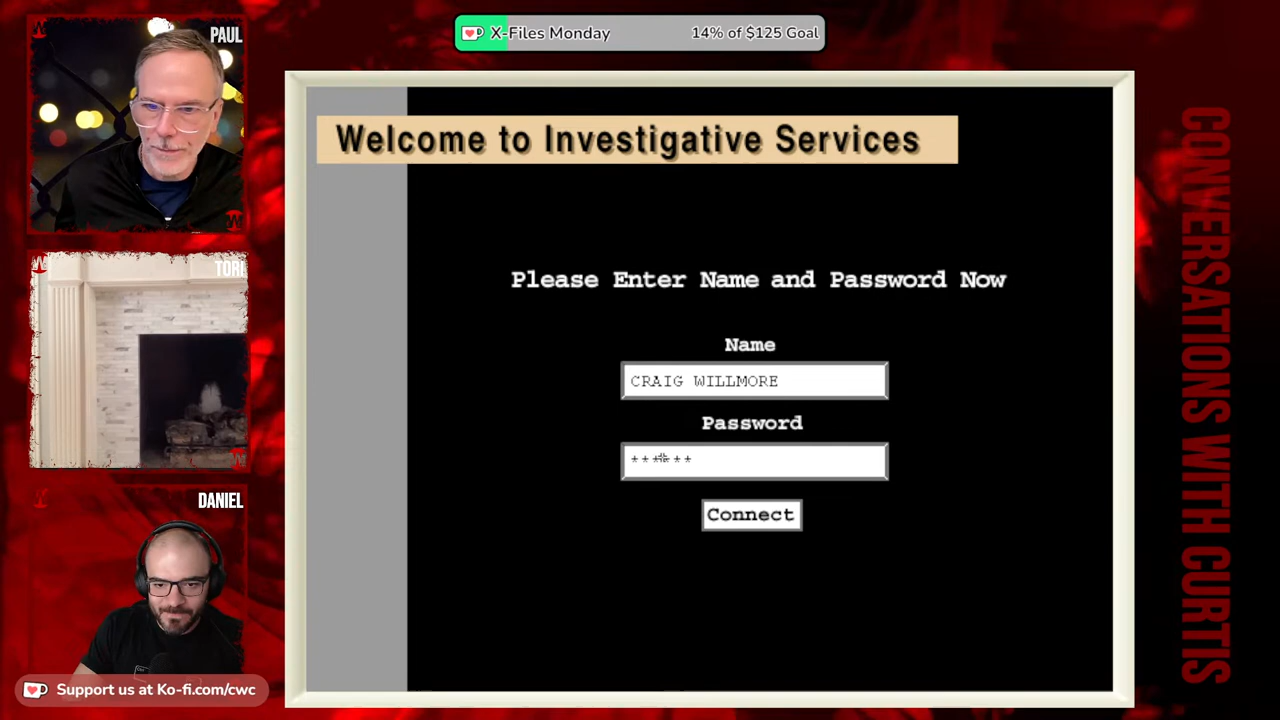 X-Files Monday 14% of $125 Goal
PAUL
TORI
DANIEL
Support us at Ko-fi.com/cwc
Welcome to Investigative Services
Please Enter Name and Password Now
Name
CRAIG WILLMORE
Password
++++++
Connect
CONVERSATIONS WITH CURTIS